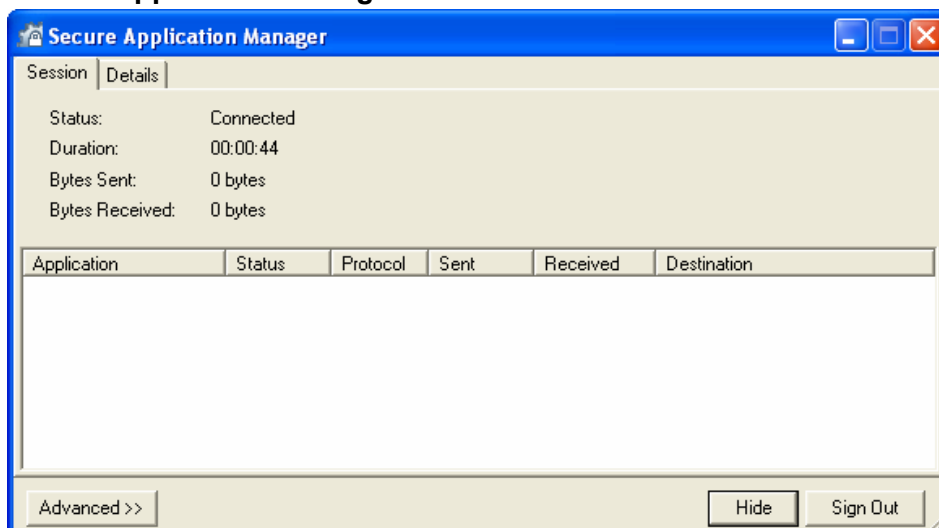 Secure Application Manager
Session Details
Status: Connected
Duration: 00:00:44
Bytes Sent: 0 bytes
Bytes Received: 0 bytes
Application Status Protocol Sent Received Destination
Advanced >> Hide Sign Out